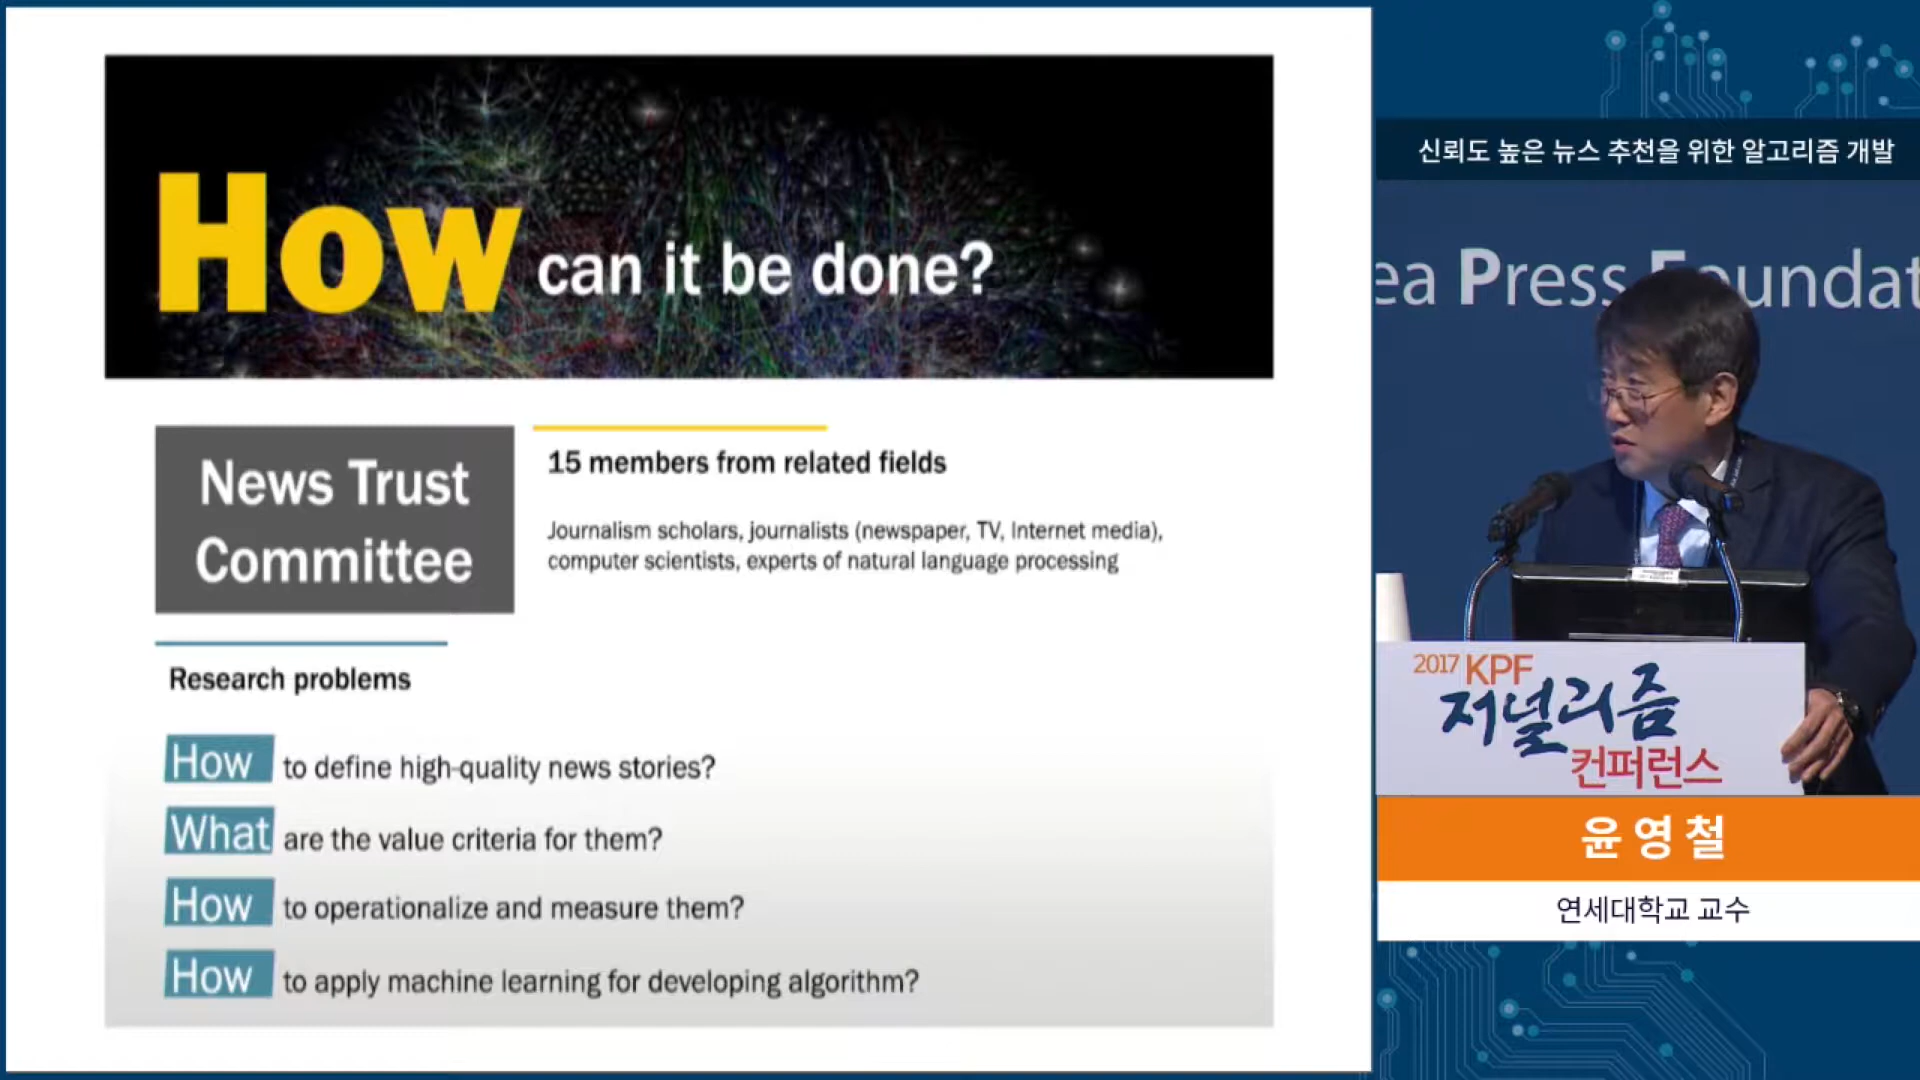 How can it be done?
News Trust
Committee
15 members from related fields
Journalism scholars, journalists (newspaper, TV, Internet media),
computer scientists, experts of natural language processing
Research problems
How to define high-quality news stories?
What are the value criteria for them?
How to operationalize and measure them?
How to apply machine learning for developing algorithm?
신뢰도 높은 뉴스 추천을 위한 알고리즘 개발
ea Press Foundat
2017 KPF
저널리즘
컨퍼런스
윤영철
연세대학교 교수